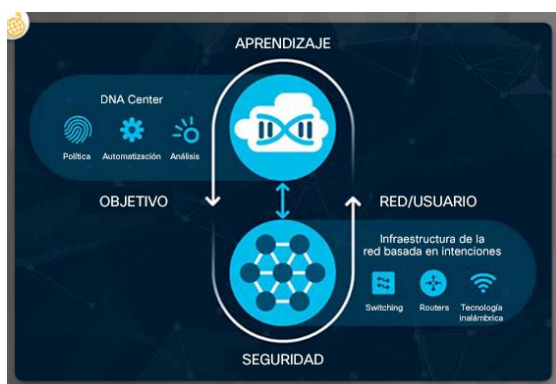 APRENDIZAJE
DNA Center
Política Automatización Análisis
OBJETIVO
RED/USUARIO
Infraestructura de la
red basada en intenciones
Switching Routers Tecnología
inalámbrica
SEGURIDAD